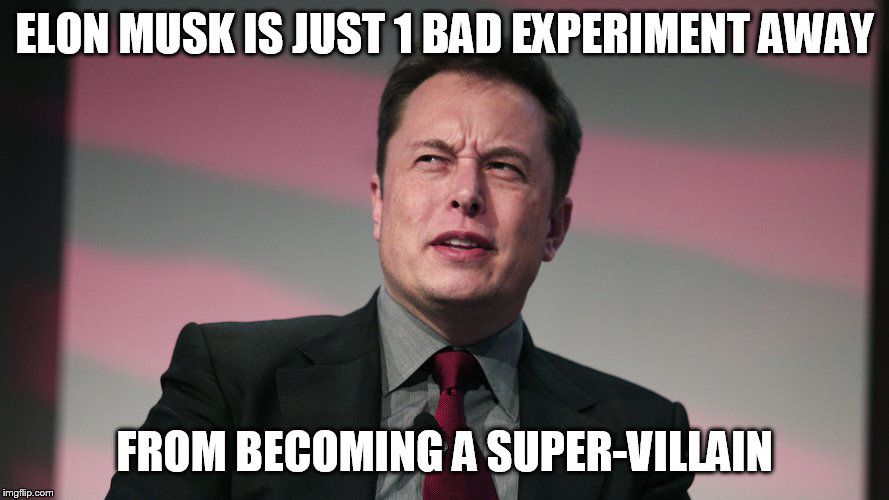 ELON MUSK IS JUST 1 BAD EXPERIMENT AWAY
FROM BECOMING A SUPER-VILLAIN
imgflip.com